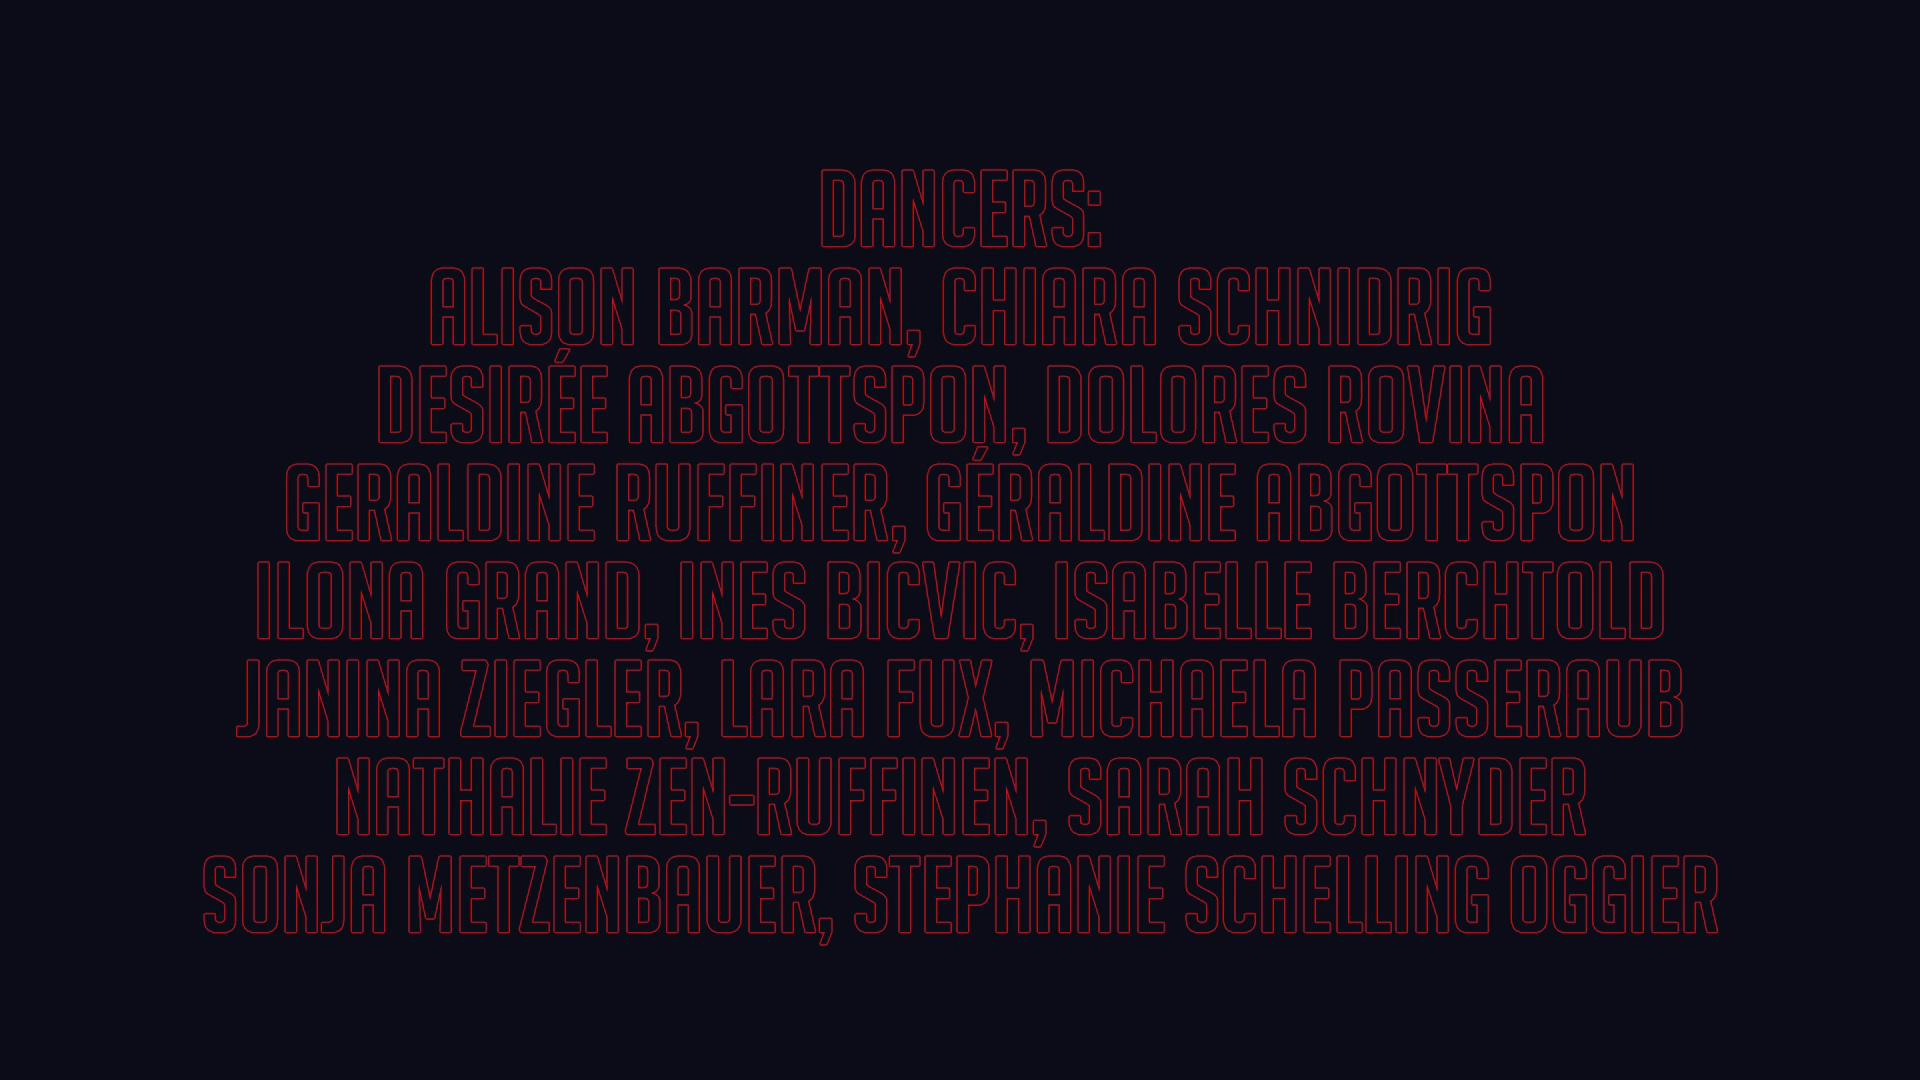 DANCERS:
ALISON BARMAN, CHIARA SCHNIDRIG
DESIRÉE ABGOTTSPON, DOLORES ROVINA
GERALDINE RUFFINER, GÉRALDINE ABGOTTSPON
ILONA GRAND, INES BIĆVIC, ISABELLE BERCHTOLD
JANINA ZIEGLER, LARA FUX, MICHAELA PASSERAUB
NATHALIE ZEN-RUFFINEN, SARAH SCHNYDER
SONJA METZENBAUER, STEPHANIE SCHELLING OGGIER